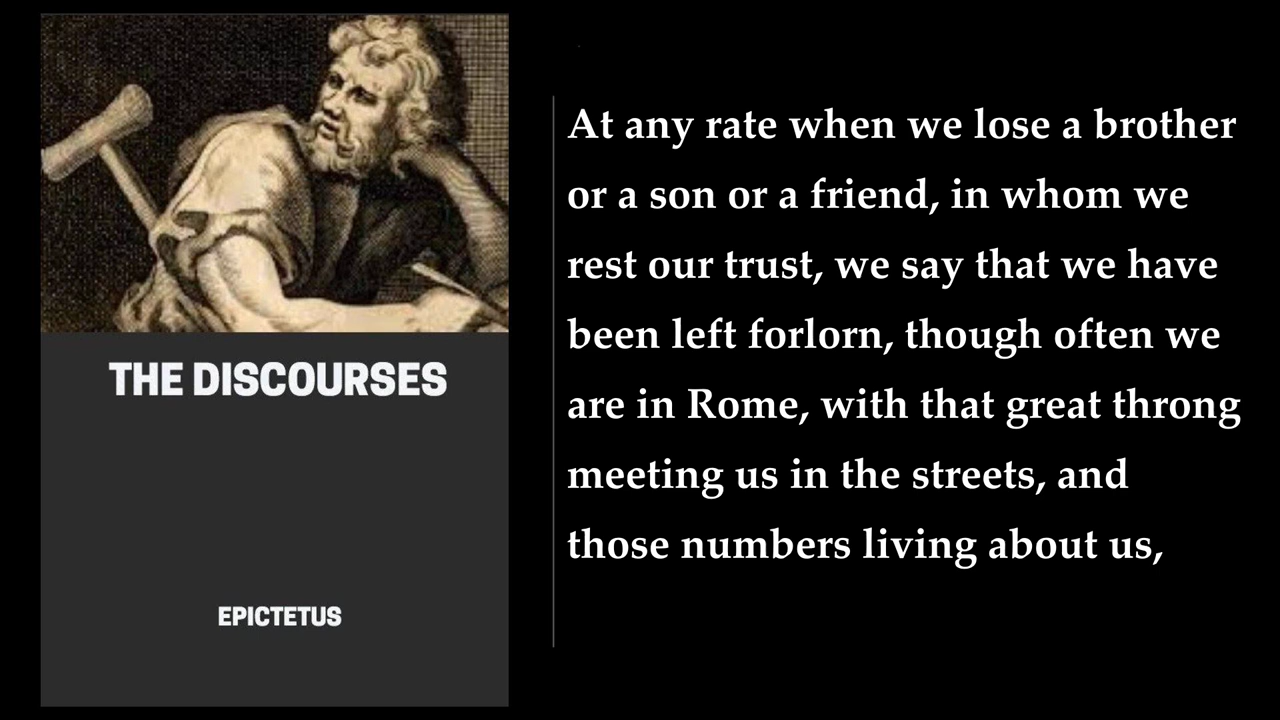 THE DISCOURSES
EPICTETUS
At any rate when we lose a brother
or a son or a friend, in whom we
rest our trust, we say that we have
been left forlorn, though often we
are in Rome, with that great throng
meeting us in the streets, and
those numbers living about us,